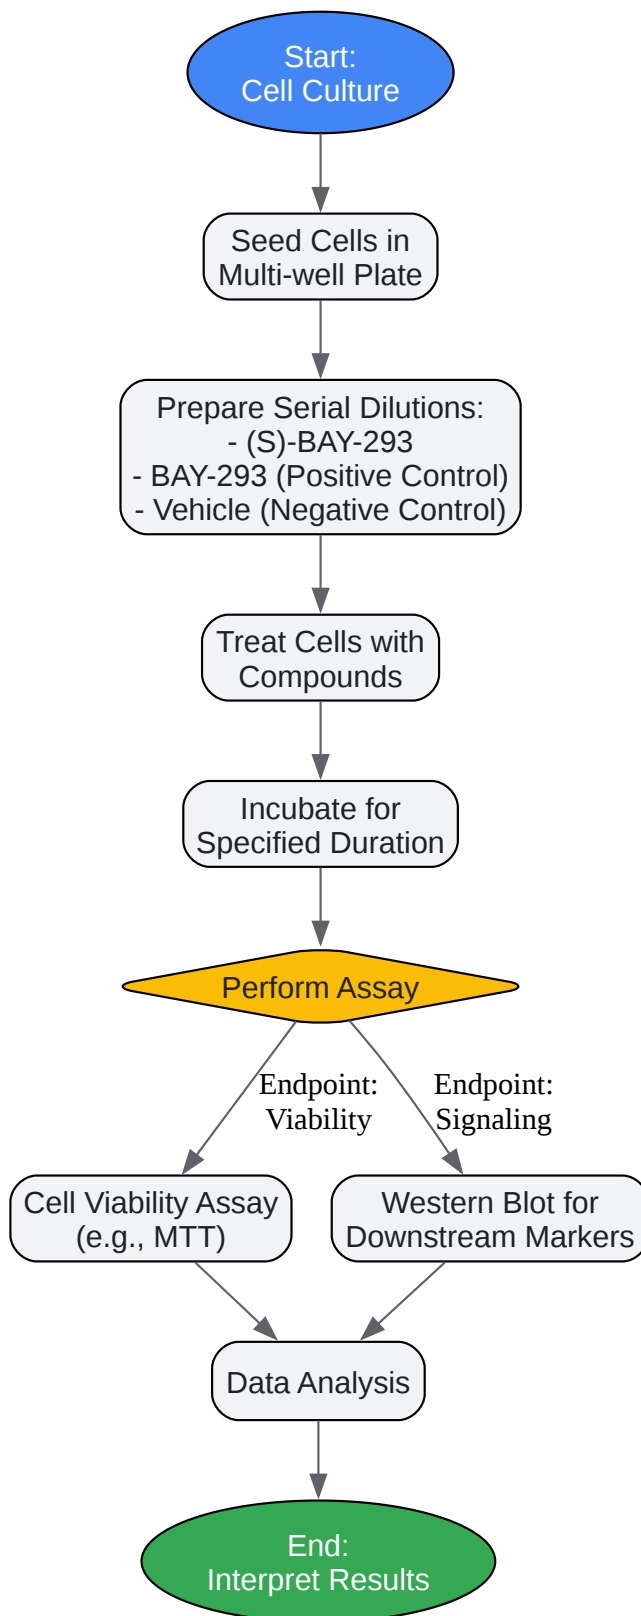 Start:
Cell Culture
Seed Cells in
Multi-well Plate
Prepare Serial Dilutions:
- (S)-BAY-293
- BAY-293 (Positive Control)
- Vehicle (Negative Control)
Treat Cells with
Compounds
Incubate for
Specified Duration
Perform Assay
Endpoint:
Viability
Endpoint:
Signaling
Cell Viability Assay
(e.g., MTT)
Western Blot for
Downstream Markers
Data Analysis
End:
Interpret Results